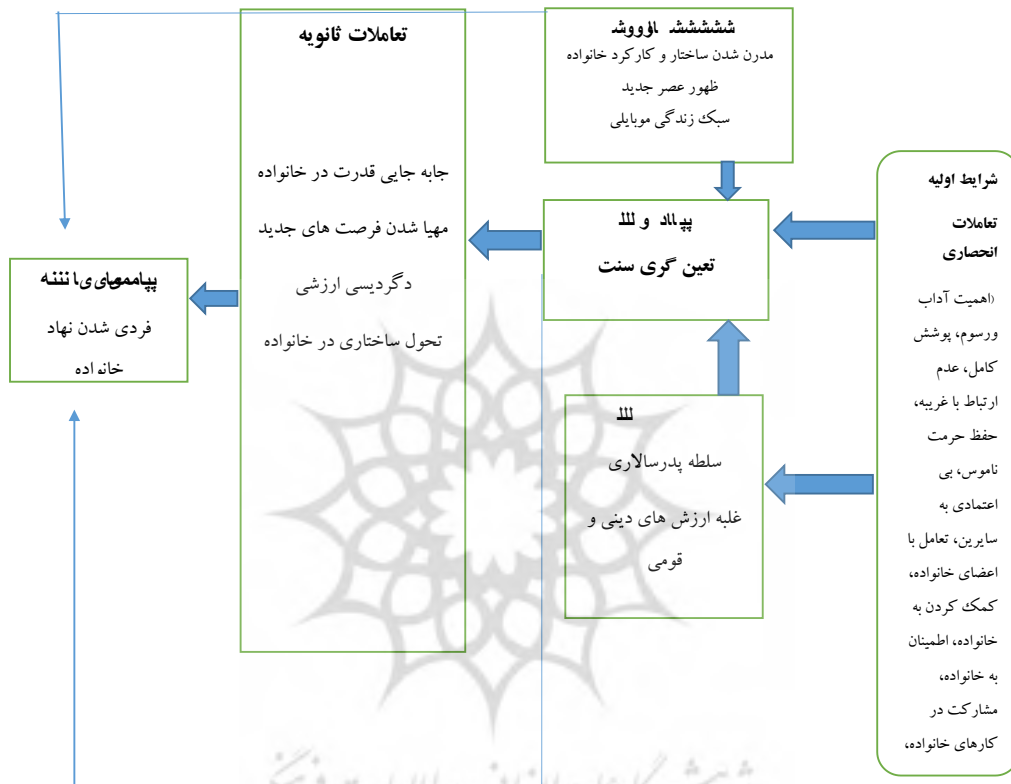 شرایط اولیه
تعاملات
انحصاری
(اهمیت آداب
ورسوم، پوشش
کامل، عدم
ارتباط با غریبه،
حفظ حرمت
ناموس، بی
اعتمادی به
سایرین، تعامل با
اعضای خانواده،
کمک کردن به
خانواده، اطمینان
به خانواده،
مشارکت در
کارهای خانواده،
مدرن شدن ساختار و کارکرد خانواده
ظهور عصر جدید
سبک زندگی موبایلی
تعین گری سنت
سلطه پدرسالاری
غلبه ارزش های دینی و
قومی
تعاملات ثانویه
جابه جایی قدرت در خانواده
مهیا شدن فرصت های جدید
دگردیسی ارزشی
تحول ساختاری در خانواده
فردی شدن نهاد
خانواده